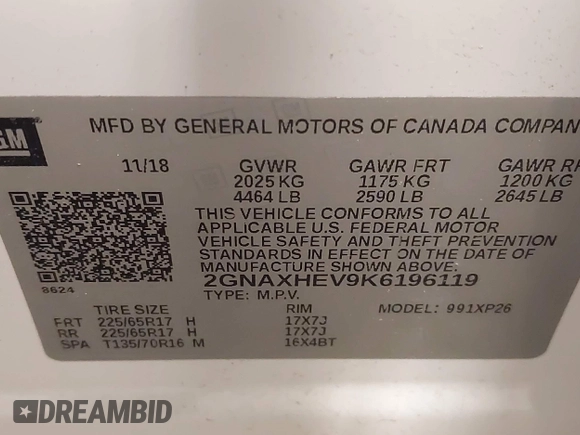 GM
MFD BY GENERAL MOTORS OF CANADA COMPAN
11/18 GVWR GAWR FRT GAWR RR
2025 KG 1175 KG 1200 KG
4464 LB 2590 LB 2645 LB
THIS VEHICLE CONFORMS TO ALL
APPLICABLE U.S. FEDERAL MOTOR
VEHICLE SAFETY AND THEFT PREVENTION
STANDARDS IN EFFECT ON THE DATE OF
MANUFACTURE SHOWN ABOVE.
8624 2GNAXHEV9K6196119
TYPE: M.P.V. MODEL: 991XP26
TIRE SIZE RIM
FRT 225/65R17 H 17X7J
RR 225/65R17 H 17X7J
SPA T135/70R16 M 16X4BT
DREAMBID